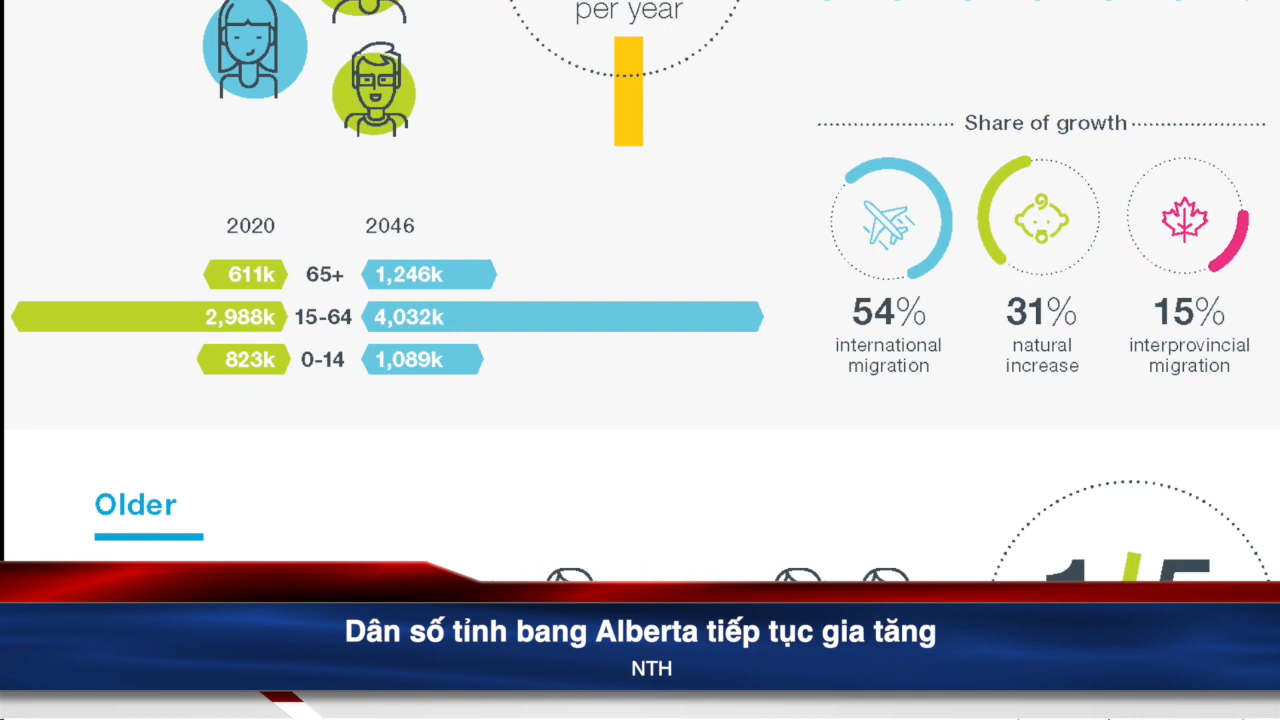 per year
Share of growth
2020 2046
611k 65+ 1,246k
2,988k 15-64 4,032k
823k 0-14 1,089k
54% 31% 15%
international natural interprovincial
migration increase migration
Older
1/5
Dân số tỉnh bang Alberta tiếp tục gia tăng
NTH